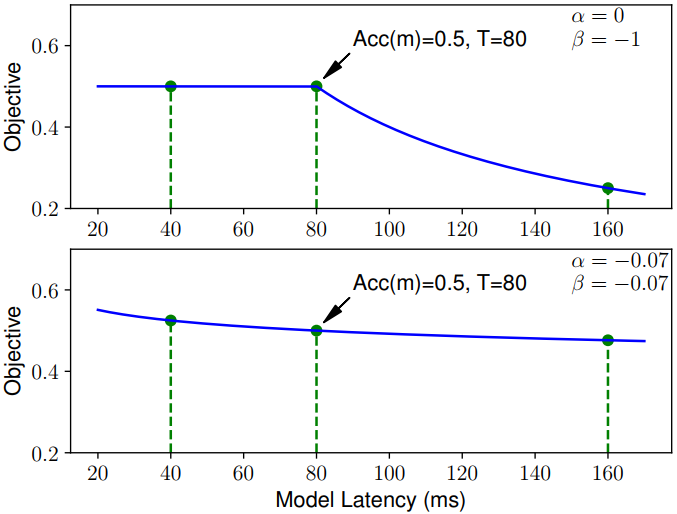 α = 0
Acc(m)=0.5, T=80
β = −1
0.6
0.4
0.2
Objective
20 40 60 80 100 120 140 160
α = −0.07
Acc(m)=0.5, T=80
β = −0.07
0.6
0.4
0.2
Objective
20 40 60 80 100 120 140 160
Model Latency (ms)